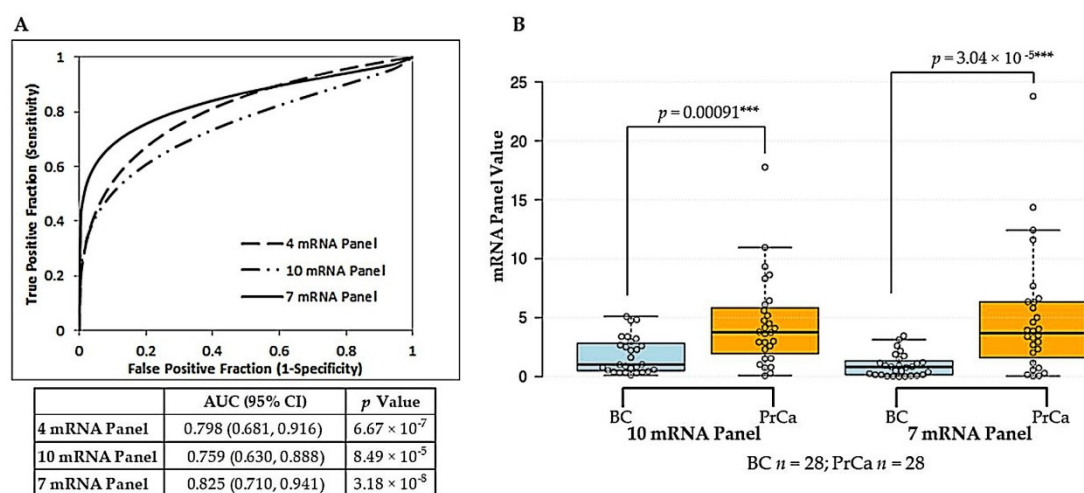 A
B
True Positive Fraction (Sensitivity)
1
0.8
0.6
0.4
0.2
0
0 0.2 0.4 0.6 0.8 1
False Positive Fraction (1-Specificity)
4 mRNA Panel
10 mRNA Panel
7 mRNA Panel
AUC (95% CI) p Value
4 mRNA Panel 0.798 (0.681, 0.916) 6.67 × 10-7
10 mRNA Panel 0.759 (0.630, 0.888) 8.49 × 10-5
7 mRNA Panel 0.825 (0.710, 0.941) 3.18 × 10-8
mRNA Panel Value
25
20
15
10
5
0
p = 0.00091***
p = 3.04 × 10 -5***
BC PrCa BC PrCa
10 mRNA Panel 7 mRNA Panel
BC n = 28; PrCa n = 28